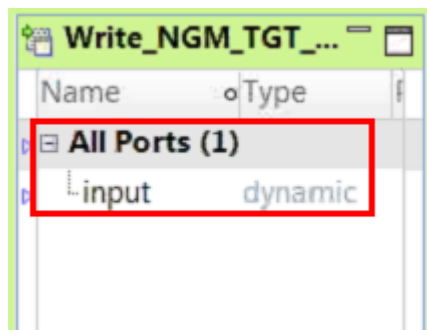 Write_NGM_TGT_...
Name Type
All Ports (1)
input dynamic